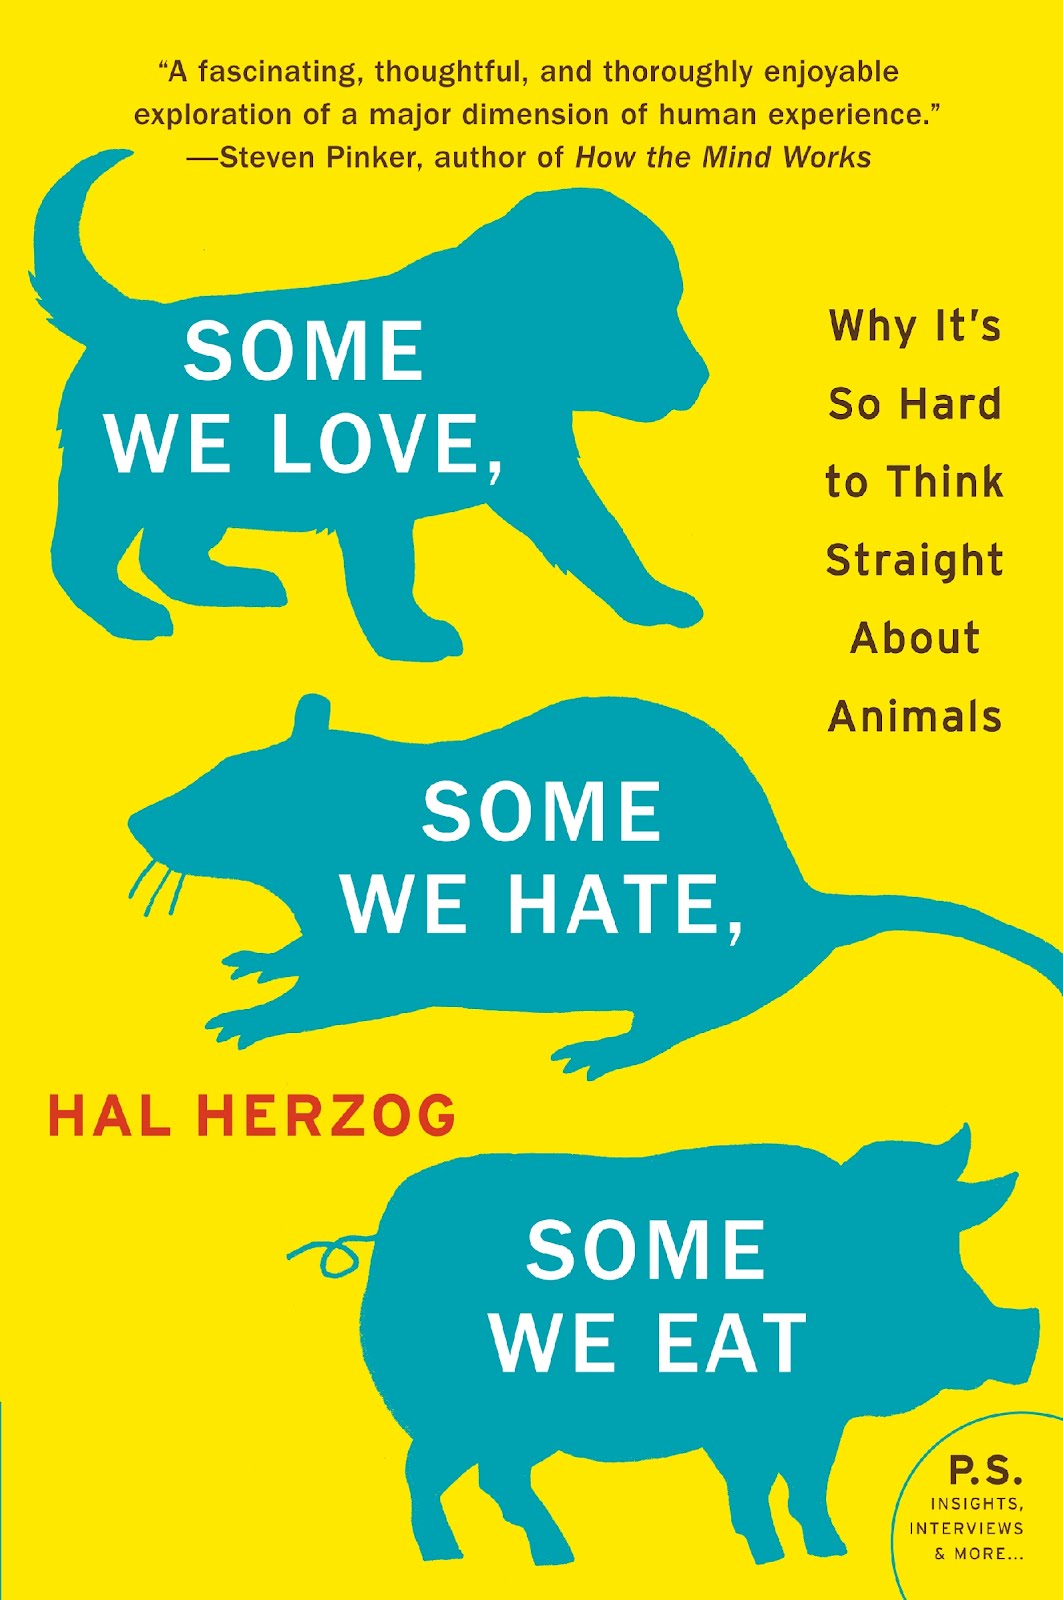 “A fascinating, thoughtful, and thoroughly enjoyable
exploration of a major dimension of human experience.”
—Steven Pinker, author of How the Mind Works
SOME
WE LOVE,
Why It’s
So Hard
to Think
Straight
About
Animals
SOME
WE HATE,
HAL HERZOG
SOME
WE EAT
P.S.
INSIGHTS,
INTERVIEWS
& MORE...